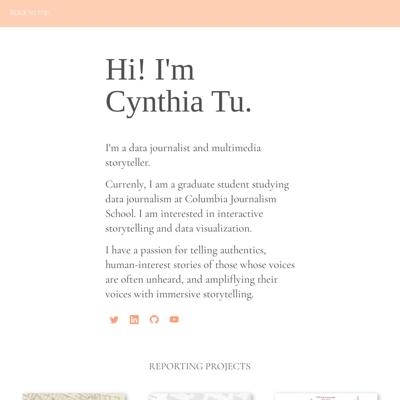 Back to top
Hi! I'm
Cynthia Tu.
I'm a data journalist and multimedia
storyteller.
Currenly, I am a graduate student studying
data journalism at Columbia Journalism
School. I am interested in interactive
storytelling and data visualization.
I have a passion for telling authentics,
human-interest stories of those whose voices
are often unheard, and ampliflying their
voices with immersive storytelling.
REPORTING PROJECTS